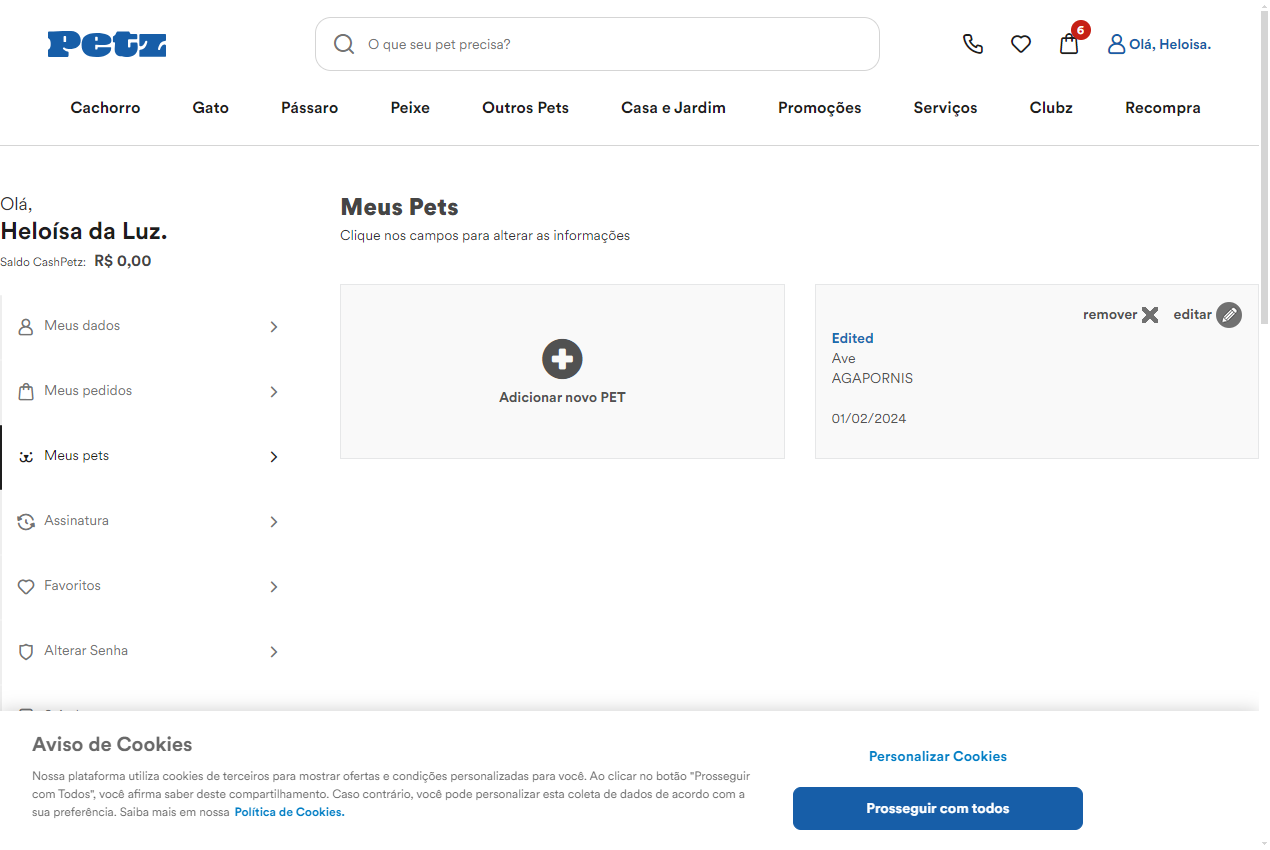 Petz
O que seu pet precisa?
6
Olá, Heloisa.
Cachorro
Gato
Pássaro
Peixe
Outros Pets
Casa e Jardim
Promoções
Serviços
Clubz
Recompra
Olá,
Heloísa da Luz.
Saldo CashPetz: R$ 0,00
Meus dados
Meus pedidos
Meus pets
Assinatura
Favoritos
Alterar Senha
Meus Pets
Clique nos campos para alterar as informações
Adicionar novo PET
remover
editar
Edited
Ave
AGAPORNIS
01/02/2024
Aviso de Cookies
Nossa plataforma utiliza cookies de terceiros para mostrar ofertas e condições personalizadas para você. Ao clicar no botão "Prosseguir
com Todos", você afirma saber deste compartilhamento. Caso contrário, você pode personalizar esta coleta de dados de acordo com a
sua preferência. Saiba mais em nossa Política de Cookies.
Personalizar Cookies
Prosseguir com todos